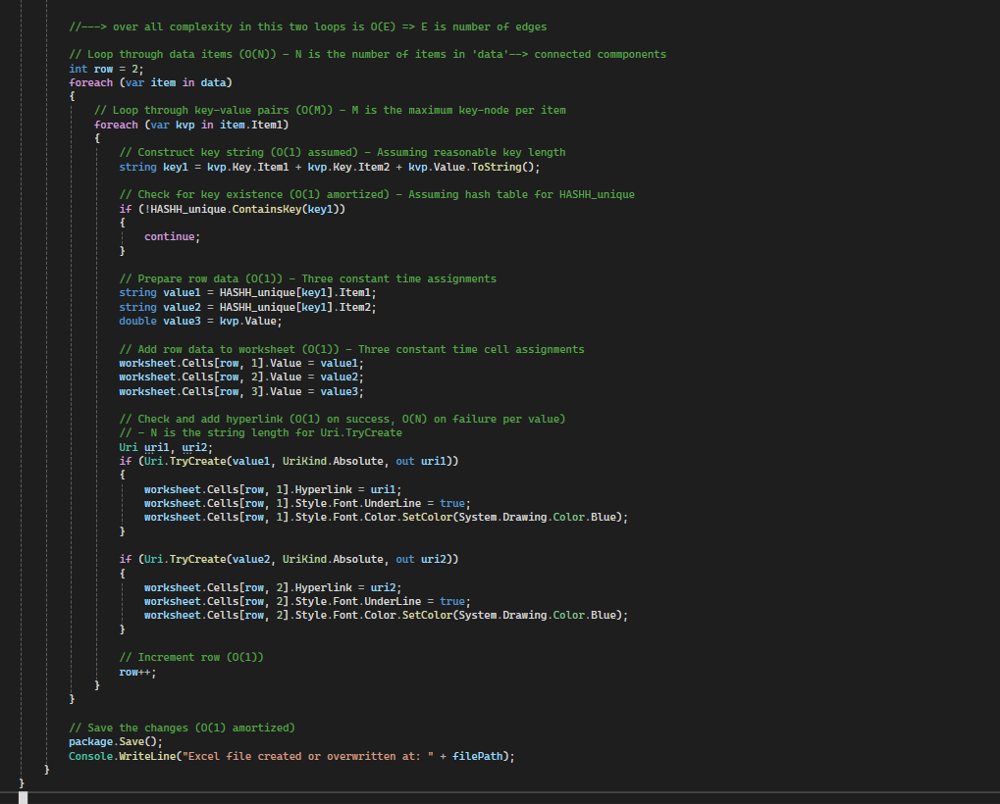 //---> over all complexity in this two loops is O(E) => E is number of edges
// Loop through data items (O(N)) - N is the number of items in 'data'--> connected commponents
int row = 2;
foreach (var item in data)
{
// Loop through key-value pairs (O(M)) - M is the maximum key-node per item
foreach (var kvp in item.Item1)
{
// Construct key string (O(1) assumed) - Assuming reasonable key length
string key1 = kvp.Key.Item1 + kvp.Key.Item2 + kvp.Value.ToString();
// Check for key existence (O(1) amortized) - Assuming hash table for HASHH_unique
if (!HASHH_unique.ContainsKey(key1))
{
continue;
}
// Prepare row data (O(1)) - Three constant time assignments
string value1 = HASHH_unique[key1].Item1;
string value2 = HASHH_unique[key1].Item2;
double value3 = kvp.Value;
// Add row data to worksheet (O(1)) - Three constant time cell assignments
worksheet.Cells[row, 1].Value = value1;
worksheet.Cells[row, 2].Value = value2;
worksheet.Cells[row, 3].Value = value3;
// Check and add hyperlink (O(1) on success, O(N) on failure per value)
// - N is the string length for Uri.TryCreate
Uri uri1, uri2;
if (Uri.TryCreate(value1, UriKind.Absolute, out uri1))
{
worksheet.Cells[row, 1].Hyperlink = uri1;
worksheet.Cells[row, 1].Style.Font.UnderLine = true;
worksheet.Cells[row, 1].Style.Font.Color.SetColor(System.Drawing.Color.Blue);
}
if (Uri.TryCreate(value2, UriKind.Absolute, out uri2))
{
worksheet.Cells[row, 2].Hyperlink = uri2;
worksheet.Cells[row, 2].Style.Font.UnderLine = true;
worksheet.Cells[row, 2].Style.Font.Color.SetColor(System.Drawing.Color.Blue);
}
// Increment row (O(1))
row++;
}
}
// Save the changes (O(1) amortized)
package.Save();
Console.WriteLine("Excel file created or overwritten at: " + filePath);
}
}